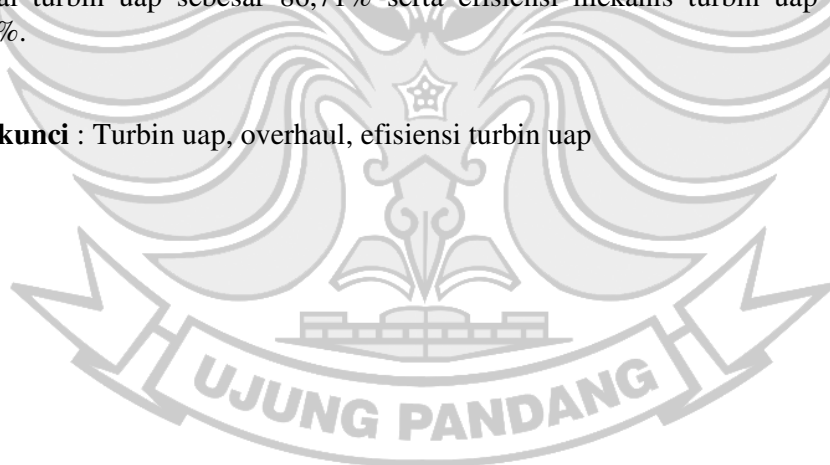 turbin uap sebesar 86,71% serta efisiensi mekanis turbin uap
%.
kunci : Turbin uap, overhaul, efisiensi turbin uap
UJUNG PANDANG